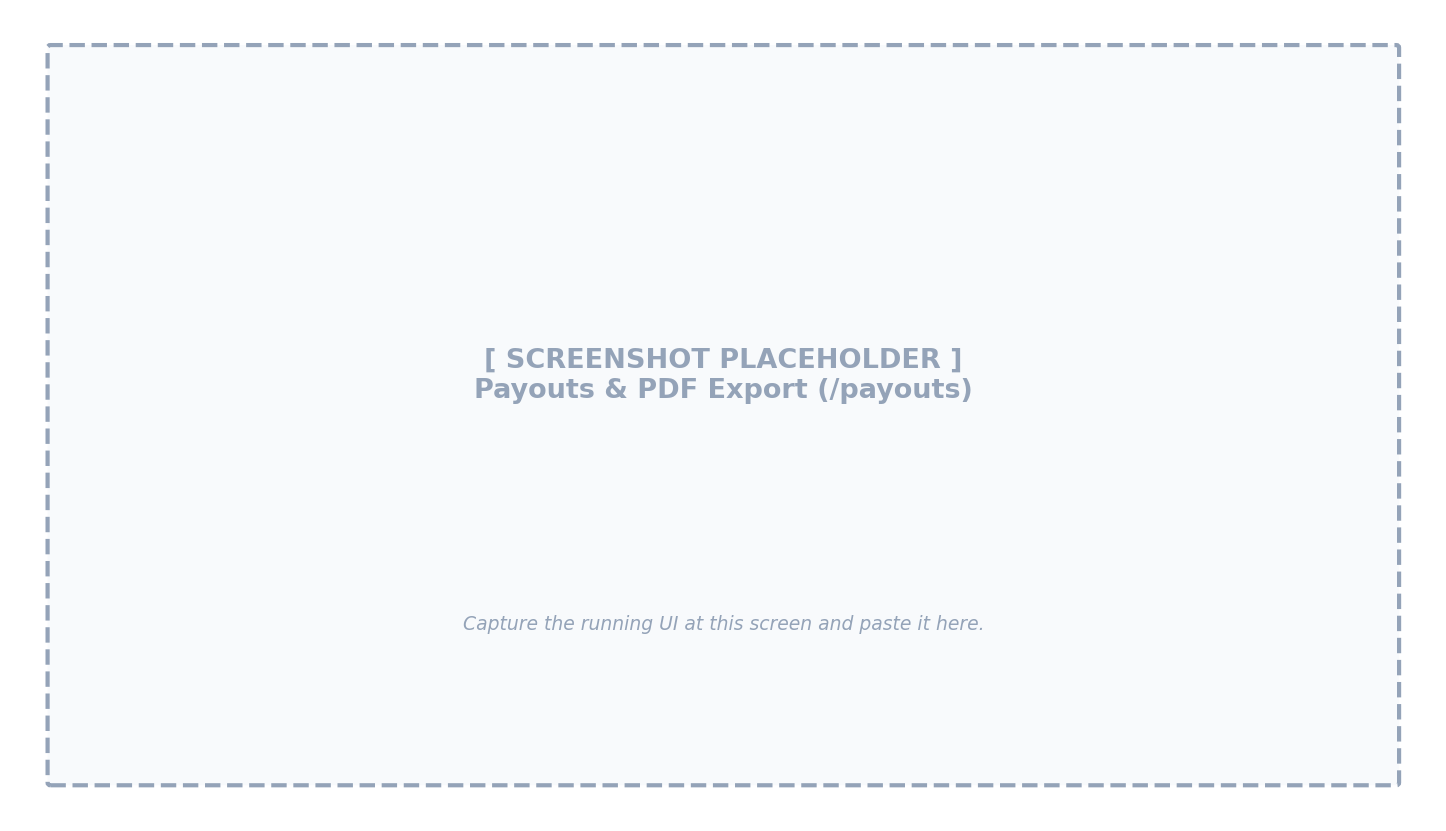 [ SCREENSHOT PLACEHOLDER ]
Payouts & PDF Export (/payouts)
Capture the running UI at this screen and paste it here.